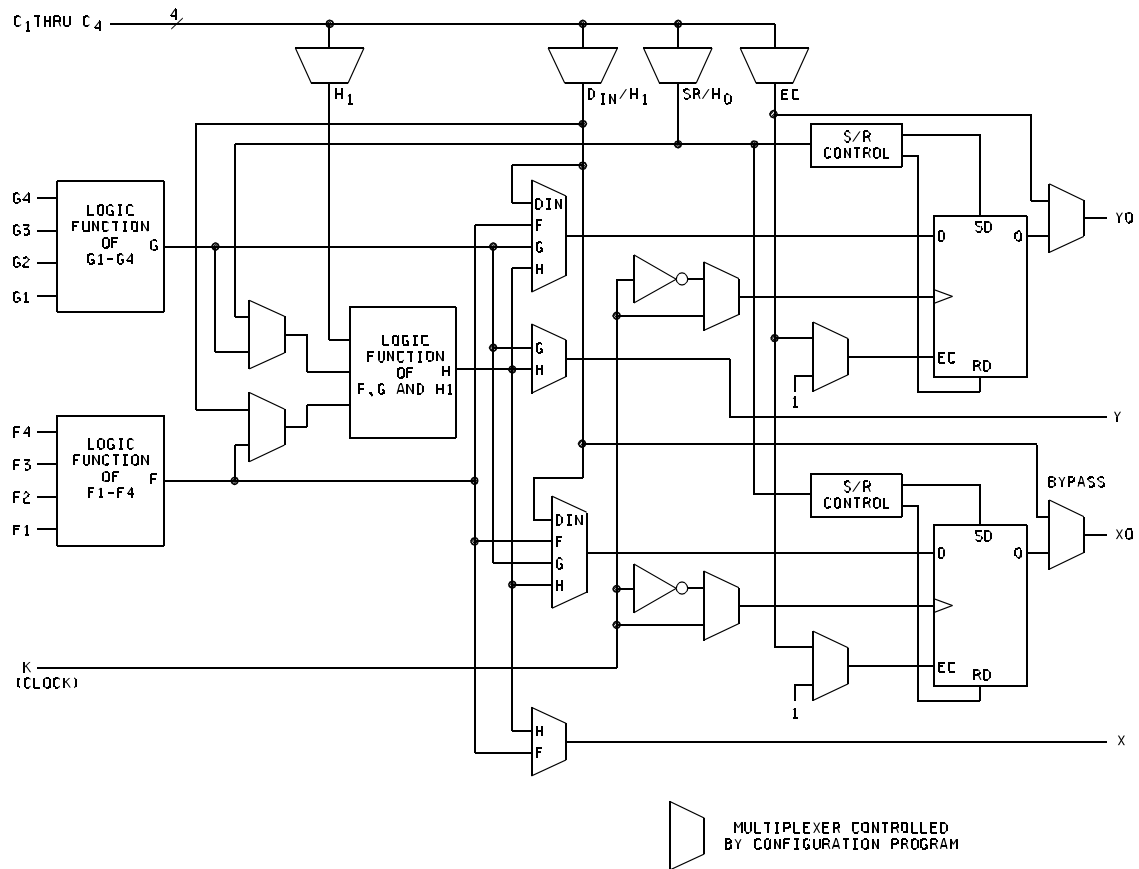 C1THRU C4
4
H1
DIN/H1
SR/H0
EC
S/R
CONTROL
G4
G3
G2
G1
LOGIC
FUNCTION
OF
G1-G4
G
DIN
F
G
H
D
SD
Q
EC
RD
YQ
1
G
H
LOGIC
FUNCTION
OF
F,G AND H1
H
Y
F4
F3
F2
F1
LOGIC
FUNCTION
OF
F1-F4
F
S/R
CONTROL
BYPASS
DIN
F
G
H
D
SD
Q
EC
RD
XQ
1
K
(CLOCK)
H
F
X
MULTIPLEXER CONTROLLED
BY CONFIGURATION PROGRAM